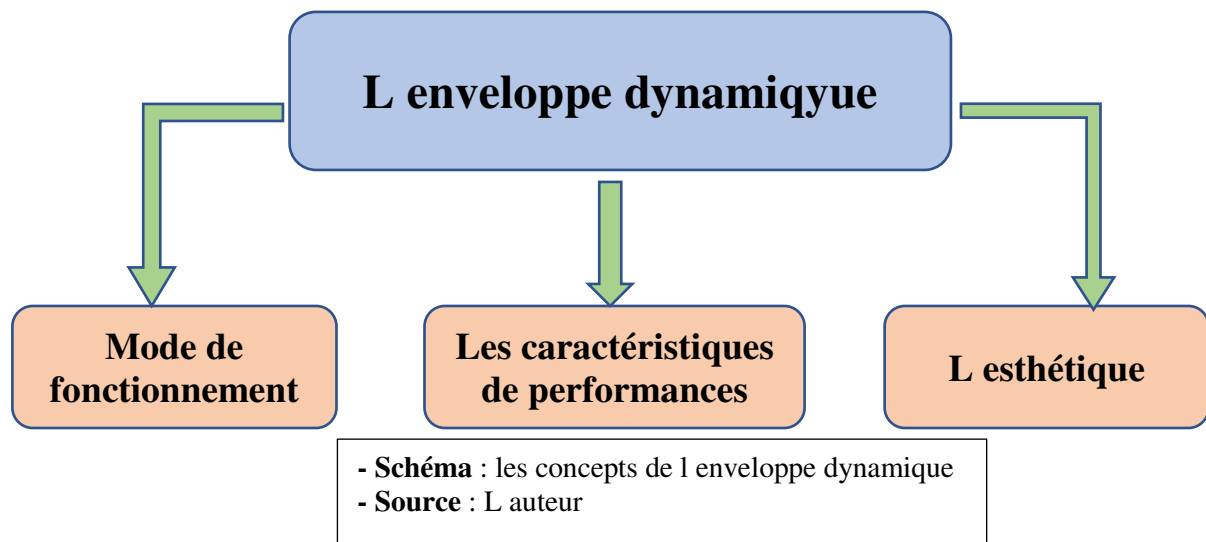 L enveloppe dynamiqyue
Mode de
fonctionnement
Les caractéristiques
de performances
L esthétique
- Schéma : les concepts de l enveloppe dynamique
- Source : L auteur